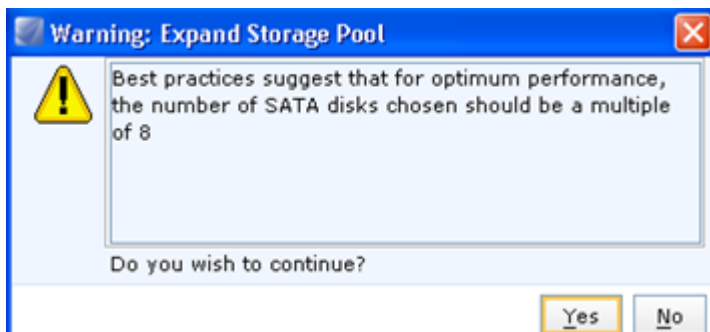 Warning: Expand Storage Pool
Best practices suggest that for optimum performance,
the number of SATA disks chosen should be a multiple
of 8
Do you wish to continue?
Yes No